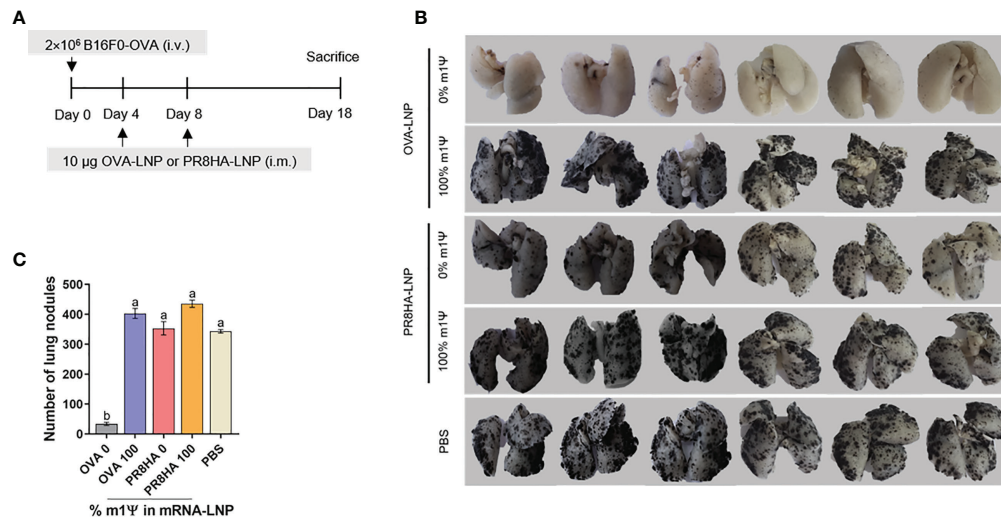 A
2×10⁶ B16F0-OVA (i.v.)
Sacrifice
Day 0 Day 4 Day 8 Day 18
10 µg OVA-LNP or PR8HA-LNP (i.m.)
B
OVA-LNP
0% m1Ψ
100% m1Ψ
PR8HA-LNP
0% m1Ψ
100% m1Ψ
PBS
C
Number of lung nodules
500
400
300
200
100
0
b
a
a
a
a
OVA 0
OVA 100
PR8HA 0
PR8HA 100
PBS
% m1Ψ in mRNA-LNP